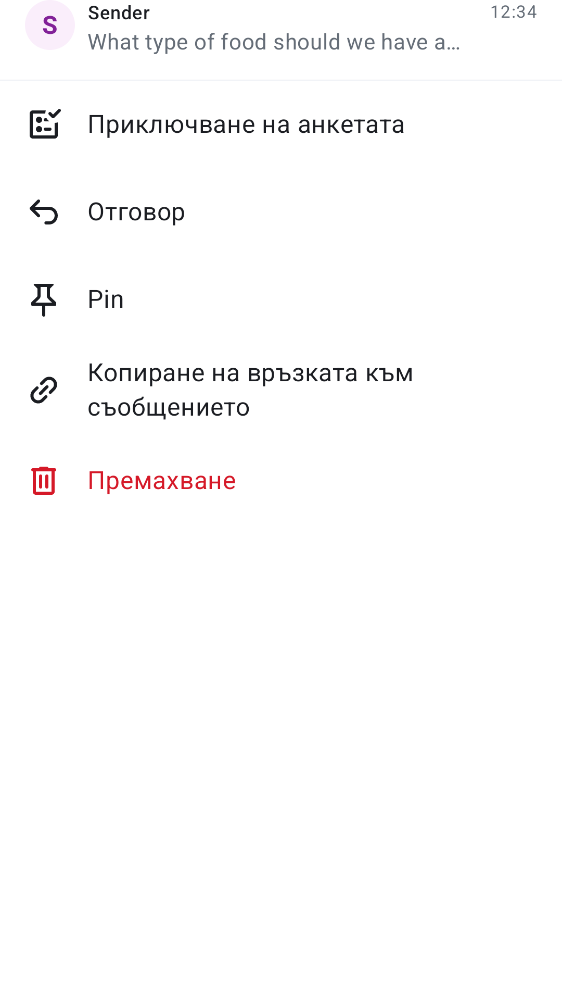 S
Sender
12:34
What type of food should we have a…
Приключване на анкетата
Отговор
Pin
Копиране на връзката към
съобщението
Премахване